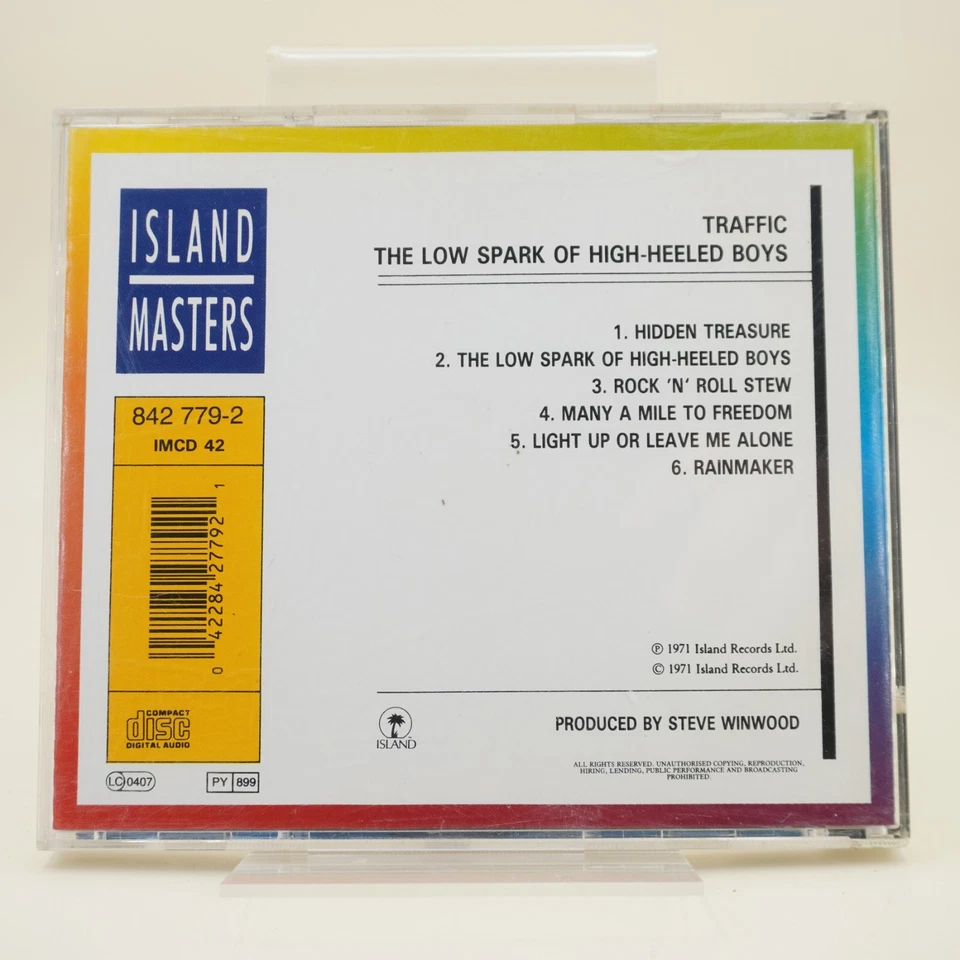 ISLAND
MASTERS
842 779-2
IMCD 42
0 42284 27792 1
COMPACT
disc
DIGITAL AUDIO
LC 0407
PY 899
TRAFFIC
THE LOW SPARK OF HIGH-HEELED BOYS
1. HIDDEN TREASURE
2. THE LOW SPARK OF HIGH-HEELED BOYS
3. ROCK 'N' ROLL STEW
4. MANY A MILE TO FREEDOM
5. LIGHT UP OR LEAVE ME ALONE
6. RAINMAKER
℗ 1971 Island Records Ltd.
© 1971 Island Records Ltd.
ISLAND
PRODUCED BY STEVE WINWOOD
ALL RIGHTS RESERVED. UNAUTHORISED COPYING, REPRODUCTION,
HIRING, LENDING, PUBLIC PERFORMANCE AND BROADCASTING
PROHIBITED.